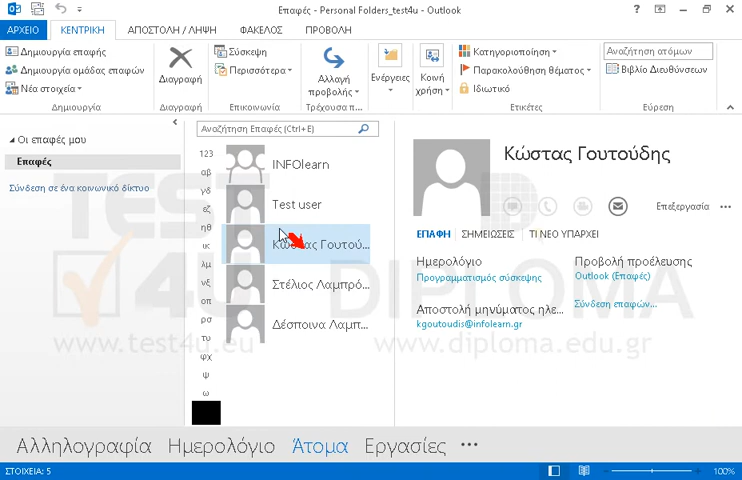 Επαφές - Personal Folders_test4u - Outlook
ΑΡΧΕΙΟ ΚΕΝΤΡΙΚΗ ΑΠΟΣΤΟΛΗ / ΛΗΨΗ ΦΑΚΕΛΟΣ ΠΡΟΒΟΛΗ
Δημιουργία επαφής
Δημιουργία ομάδας επαφών
Νέα στοιχεία
Δημιουργία
Διαγραφή
Διαγραφή
Σύσκεψη
Περισσότερα
Επικοινωνία
Αλλαγή
προβολής
Τρέχουσα π...
Ενέργειες
Κοινή
χρήση
Κατηγοριοποίηση
Παρακολούθηση θέματος
Ιδιωτικό
Ετικέτες
Αναζήτηση ατόμων
Βιβλίο Διευθύνσεων
Εύρεση
Οι επαφές μου
Επαφές
Σύνδεση σε ένα κοινωνικό δίκτυο
Αναζήτηση Επαφές (Ctrl+E)
123
αβ
γδ
εζ
ηθ
ικ
λμ
νξ
οπ
ρσ
τυ
φχ
ψ
ω
INFOlearn
Test user
Κώστας Γουτού...
Στέλιος Λαμπρό...
Δέσποινα Λαμπ...
Κώστας Γουτούδης
Επεξεργασία
ΕΠΑΦΗ ΣΗΜΕΙΩΣΕΙΣ ΤΙ ΝΕΟ ΥΠΑΡΧΕΙ
Ημερολόγιο
Προγραμματισμός σύσκεψης
Προβολή προέλευσης
Outlook (Επαφές)
Αποστολή μηνύματος ηλε...
kgoutoudis@infolearn.gr
Σύνδεση επαφών...
TEST
4U
DIPLOMA
www.test4u.eu www.diploma.edu.gr
Αλληλογραφία Ημερολόγιο Άτομα Εργασίες
ΣΤΟΙΧΕΙΑ: 5
100%